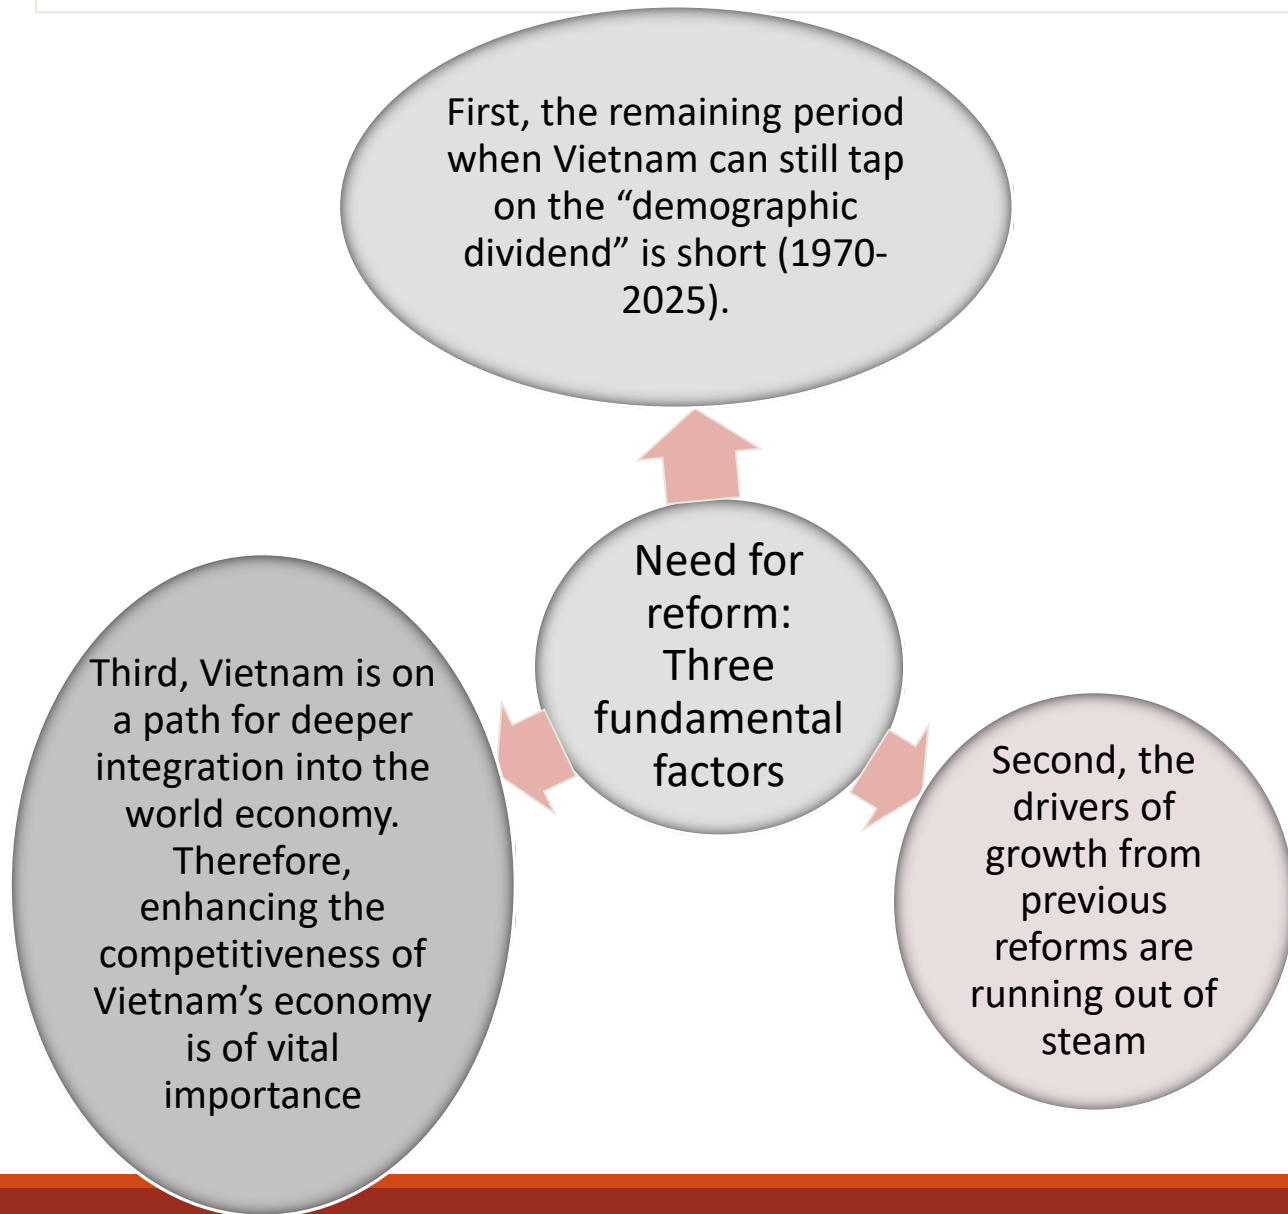 First, the remaining period
when Vietnam can still tap
on the “demographic
dividend” is short (1970-
2025).
Need for
reform:
Three
fundamental
factors
Second, the
drivers of
growth from
previous
reforms are
running out of
steam
Third, Vietnam is on
a path for deeper
integration into the
world economy.
Therefore,
enhancing the
competitiveness of
Vietnam’s economy
is of vital
importance